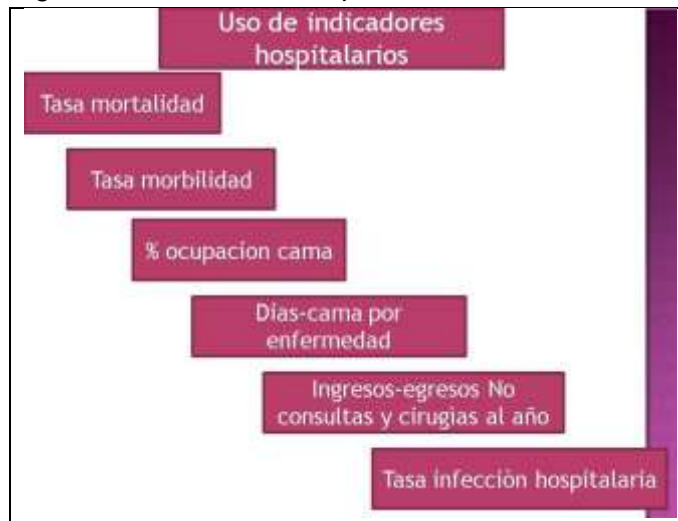 Uso de indicadores
hospitalarios
Tasa mortalidad
Tasa morbilidad
% ocupacion cama
Dias-cama por
enfermedad
Ingresos-egresos No
consultas y cirugias al año
Tasa infección hospitalaria